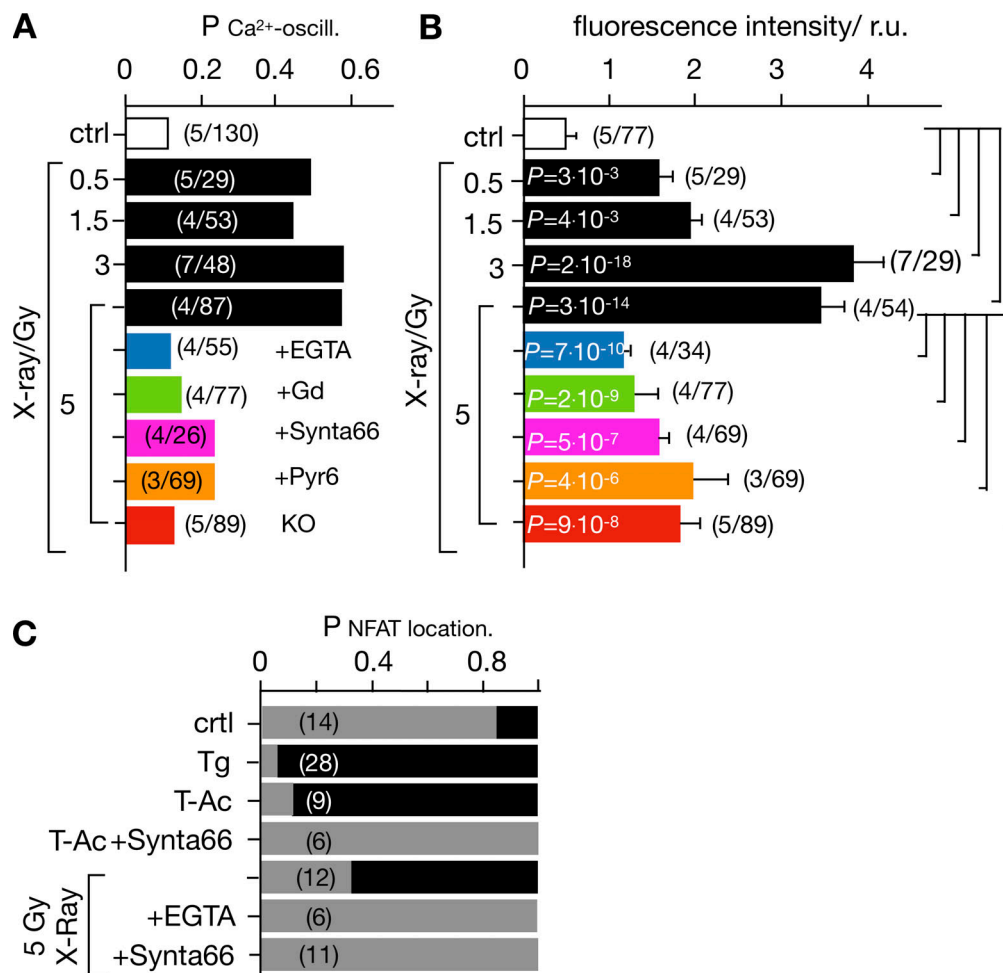 A
P Ca²⁺-oscill.
0 0.2 0.4 0.6
ctrl (5/130)
0.5 (5/29)
1.5 (4/53)
3 (7/48)
(4/87)
(4/55) +EGTA
(4/77) +Gd
(4/26) +Synta66
(3/69) +Pyr6
(5/89) KO
5
X-ray/Gy
B
fluorescence intensity/ r.u.
0 1 2 3 4
ctrl (5/77)
0.5 P=3·10⁻³ (5/29)
1.5 P=4·10⁻³ (4/53)
3 P=2·10⁻¹⁸ (7/29)
P=3·10⁻¹⁴ (4/54)
P=7·10⁻¹⁰ (4/34)
P=2·10⁻⁹ (4/77)
P=5·10⁻⁷ (4/69)
P=4·10⁻⁶ (3/69)
P=9·10⁻⁸ (5/89)
5
X-ray/Gy
C
P NFAT location.
0 0.4 0.8
crtl (14)
Tg (28)
T-Ac (9)
T-Ac+Synta66 (6)
(12)
+EGTA (6)
+Synta66 (11)
5 Gy
X-Ray